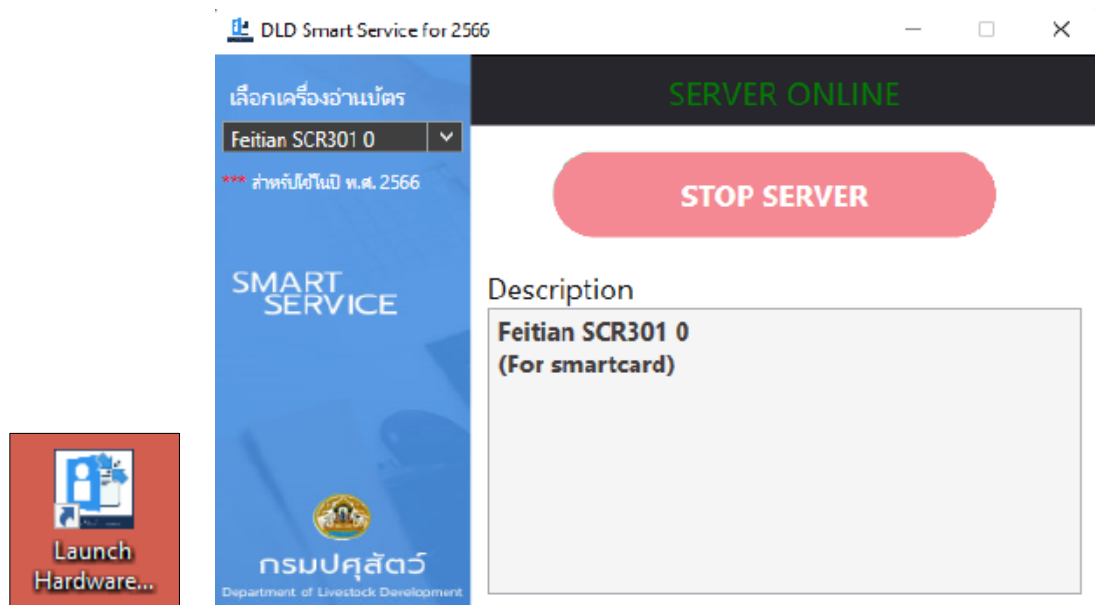 DLD Smart Service for 2566
เลือกเครื่องอ่านบัตร
Feitian SCR301 0
*** สำหรับใช้ในปี พ.ศ. 2566
SMART
SERVICE
กรมปศุสัตว์
Department of Livestock Development
SERVER ONLINE
STOP SERVER
Description
Feitian SCR301 0
(For smartcard)
Launch
Hardware...